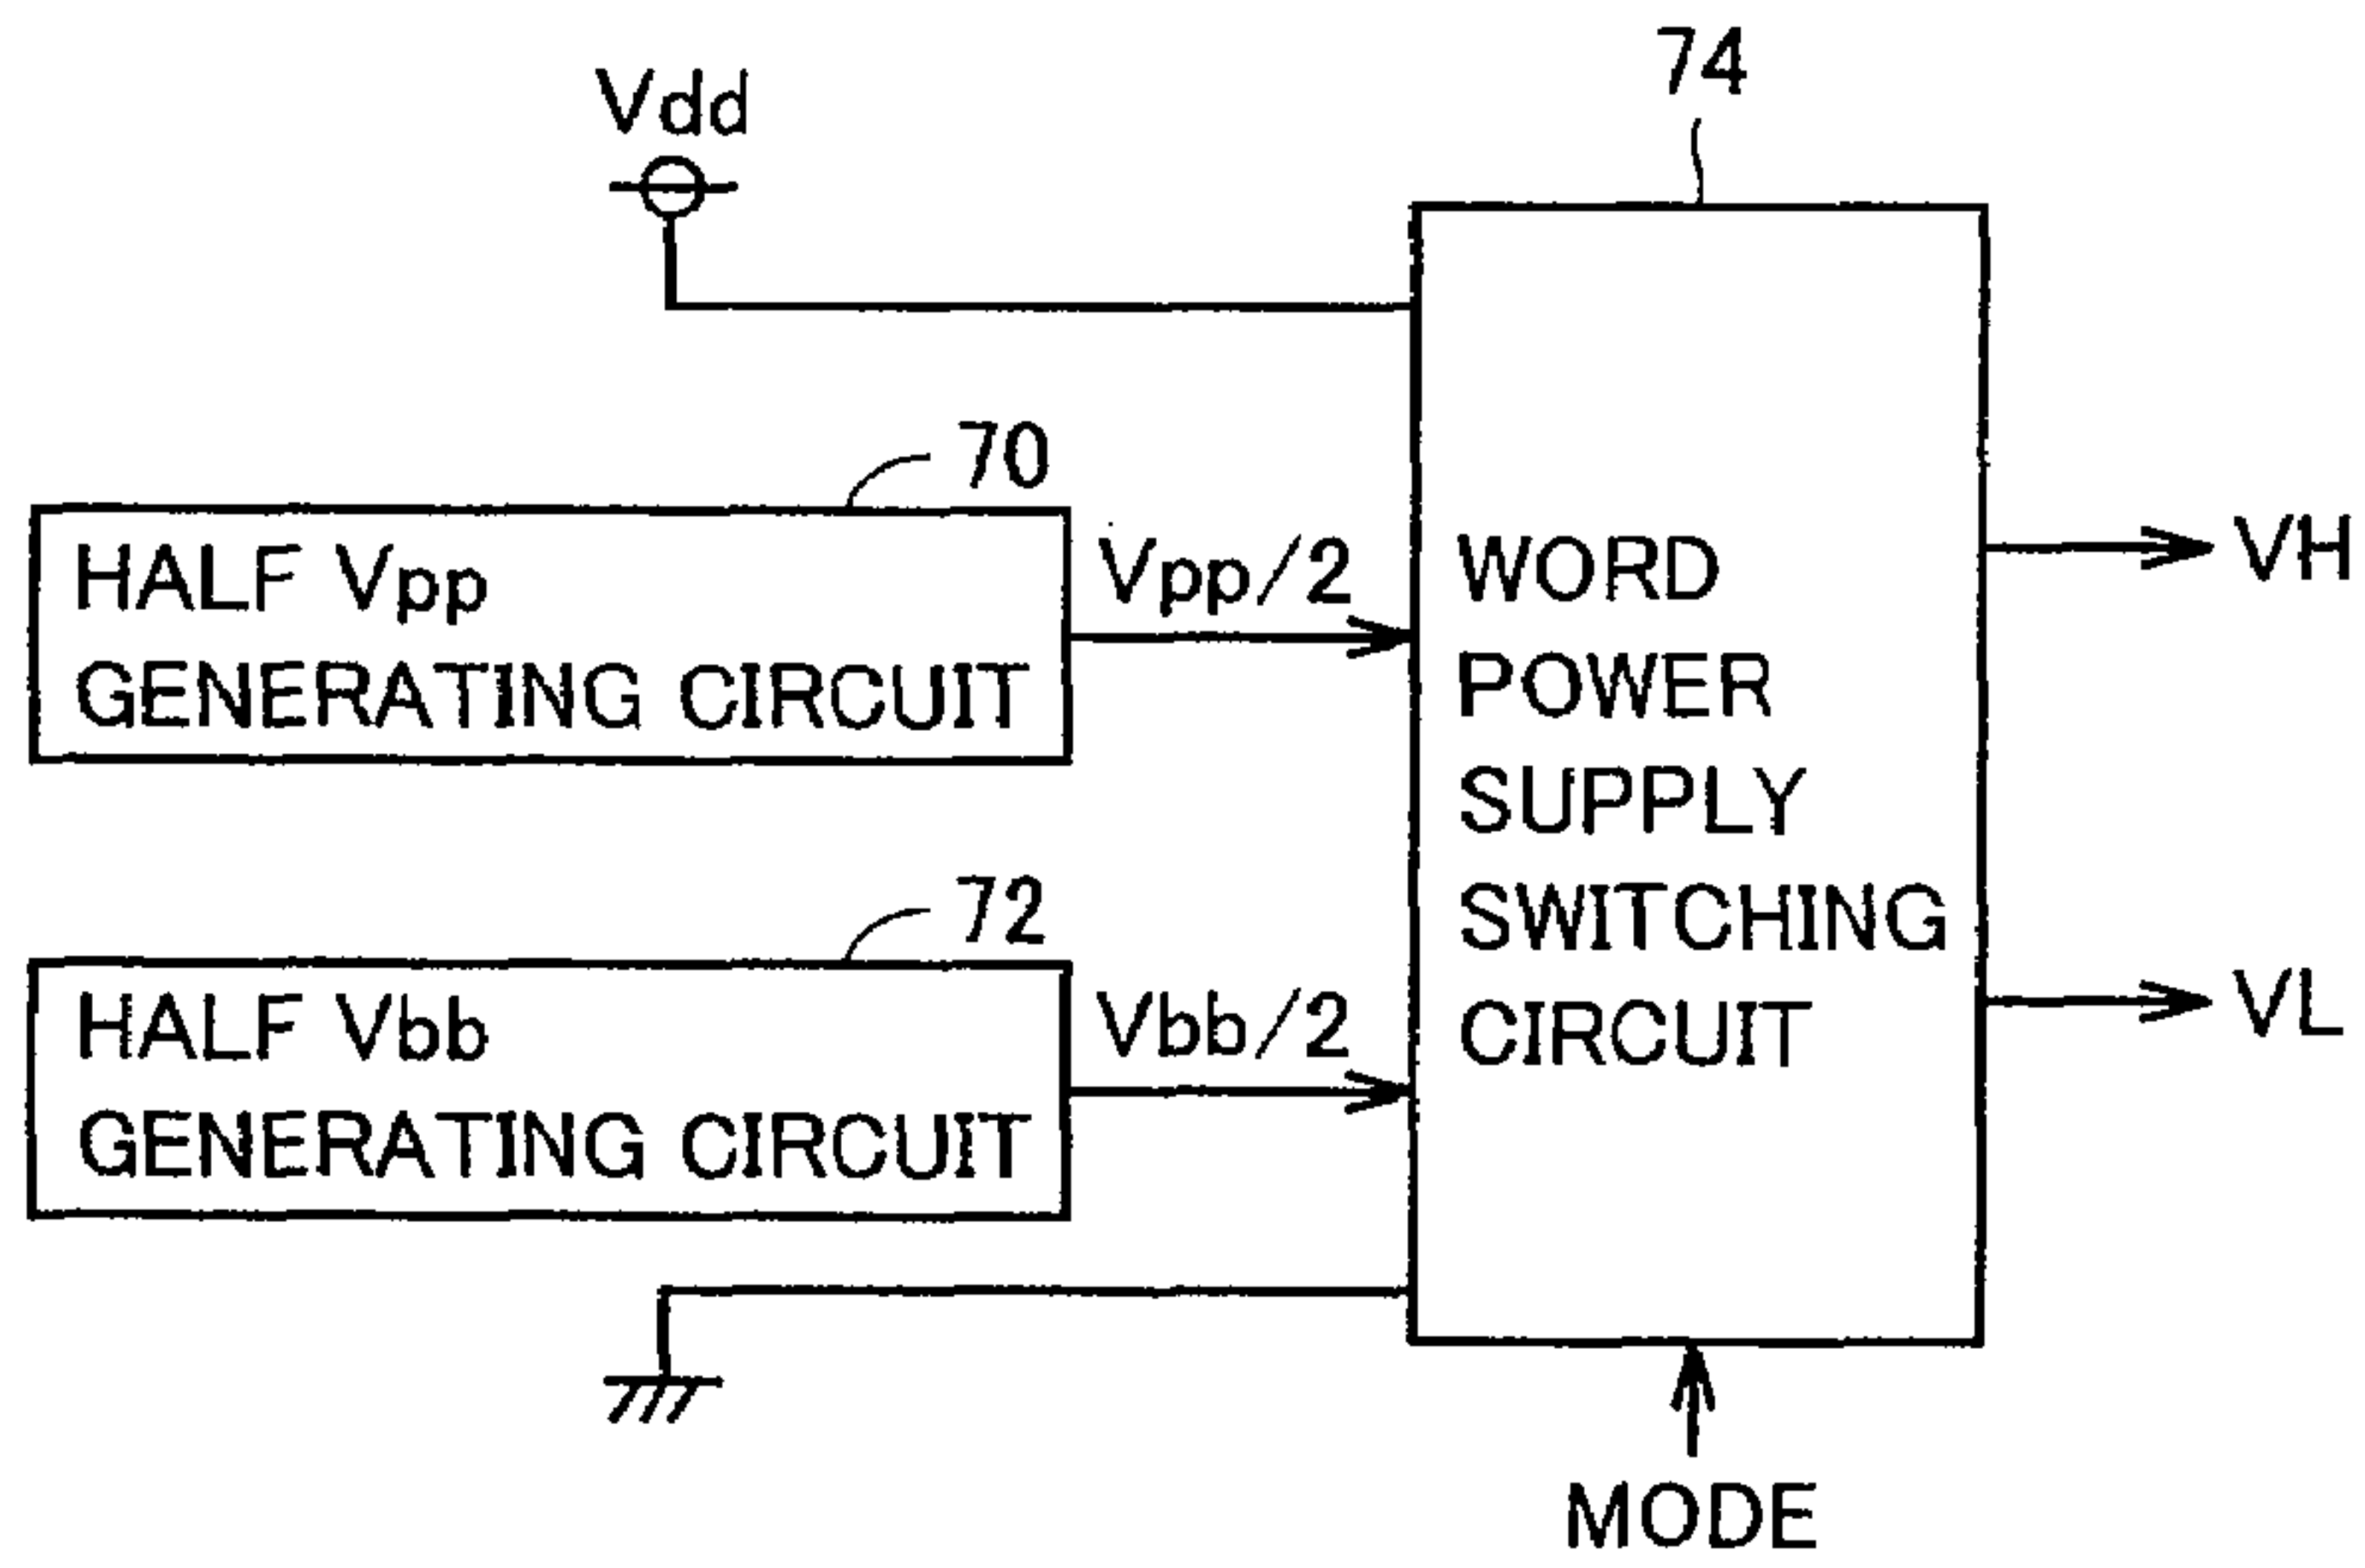 74
Vdd
70
HALF Vpp
GENERATING CIRCUIT
Vpp/2
WORD
POWER
SUPPLY
SWITCHING
CIRCUIT
VH
72
HALF Vbb
GENERATING CIRCUIT
Vbb/2
VL
MODE